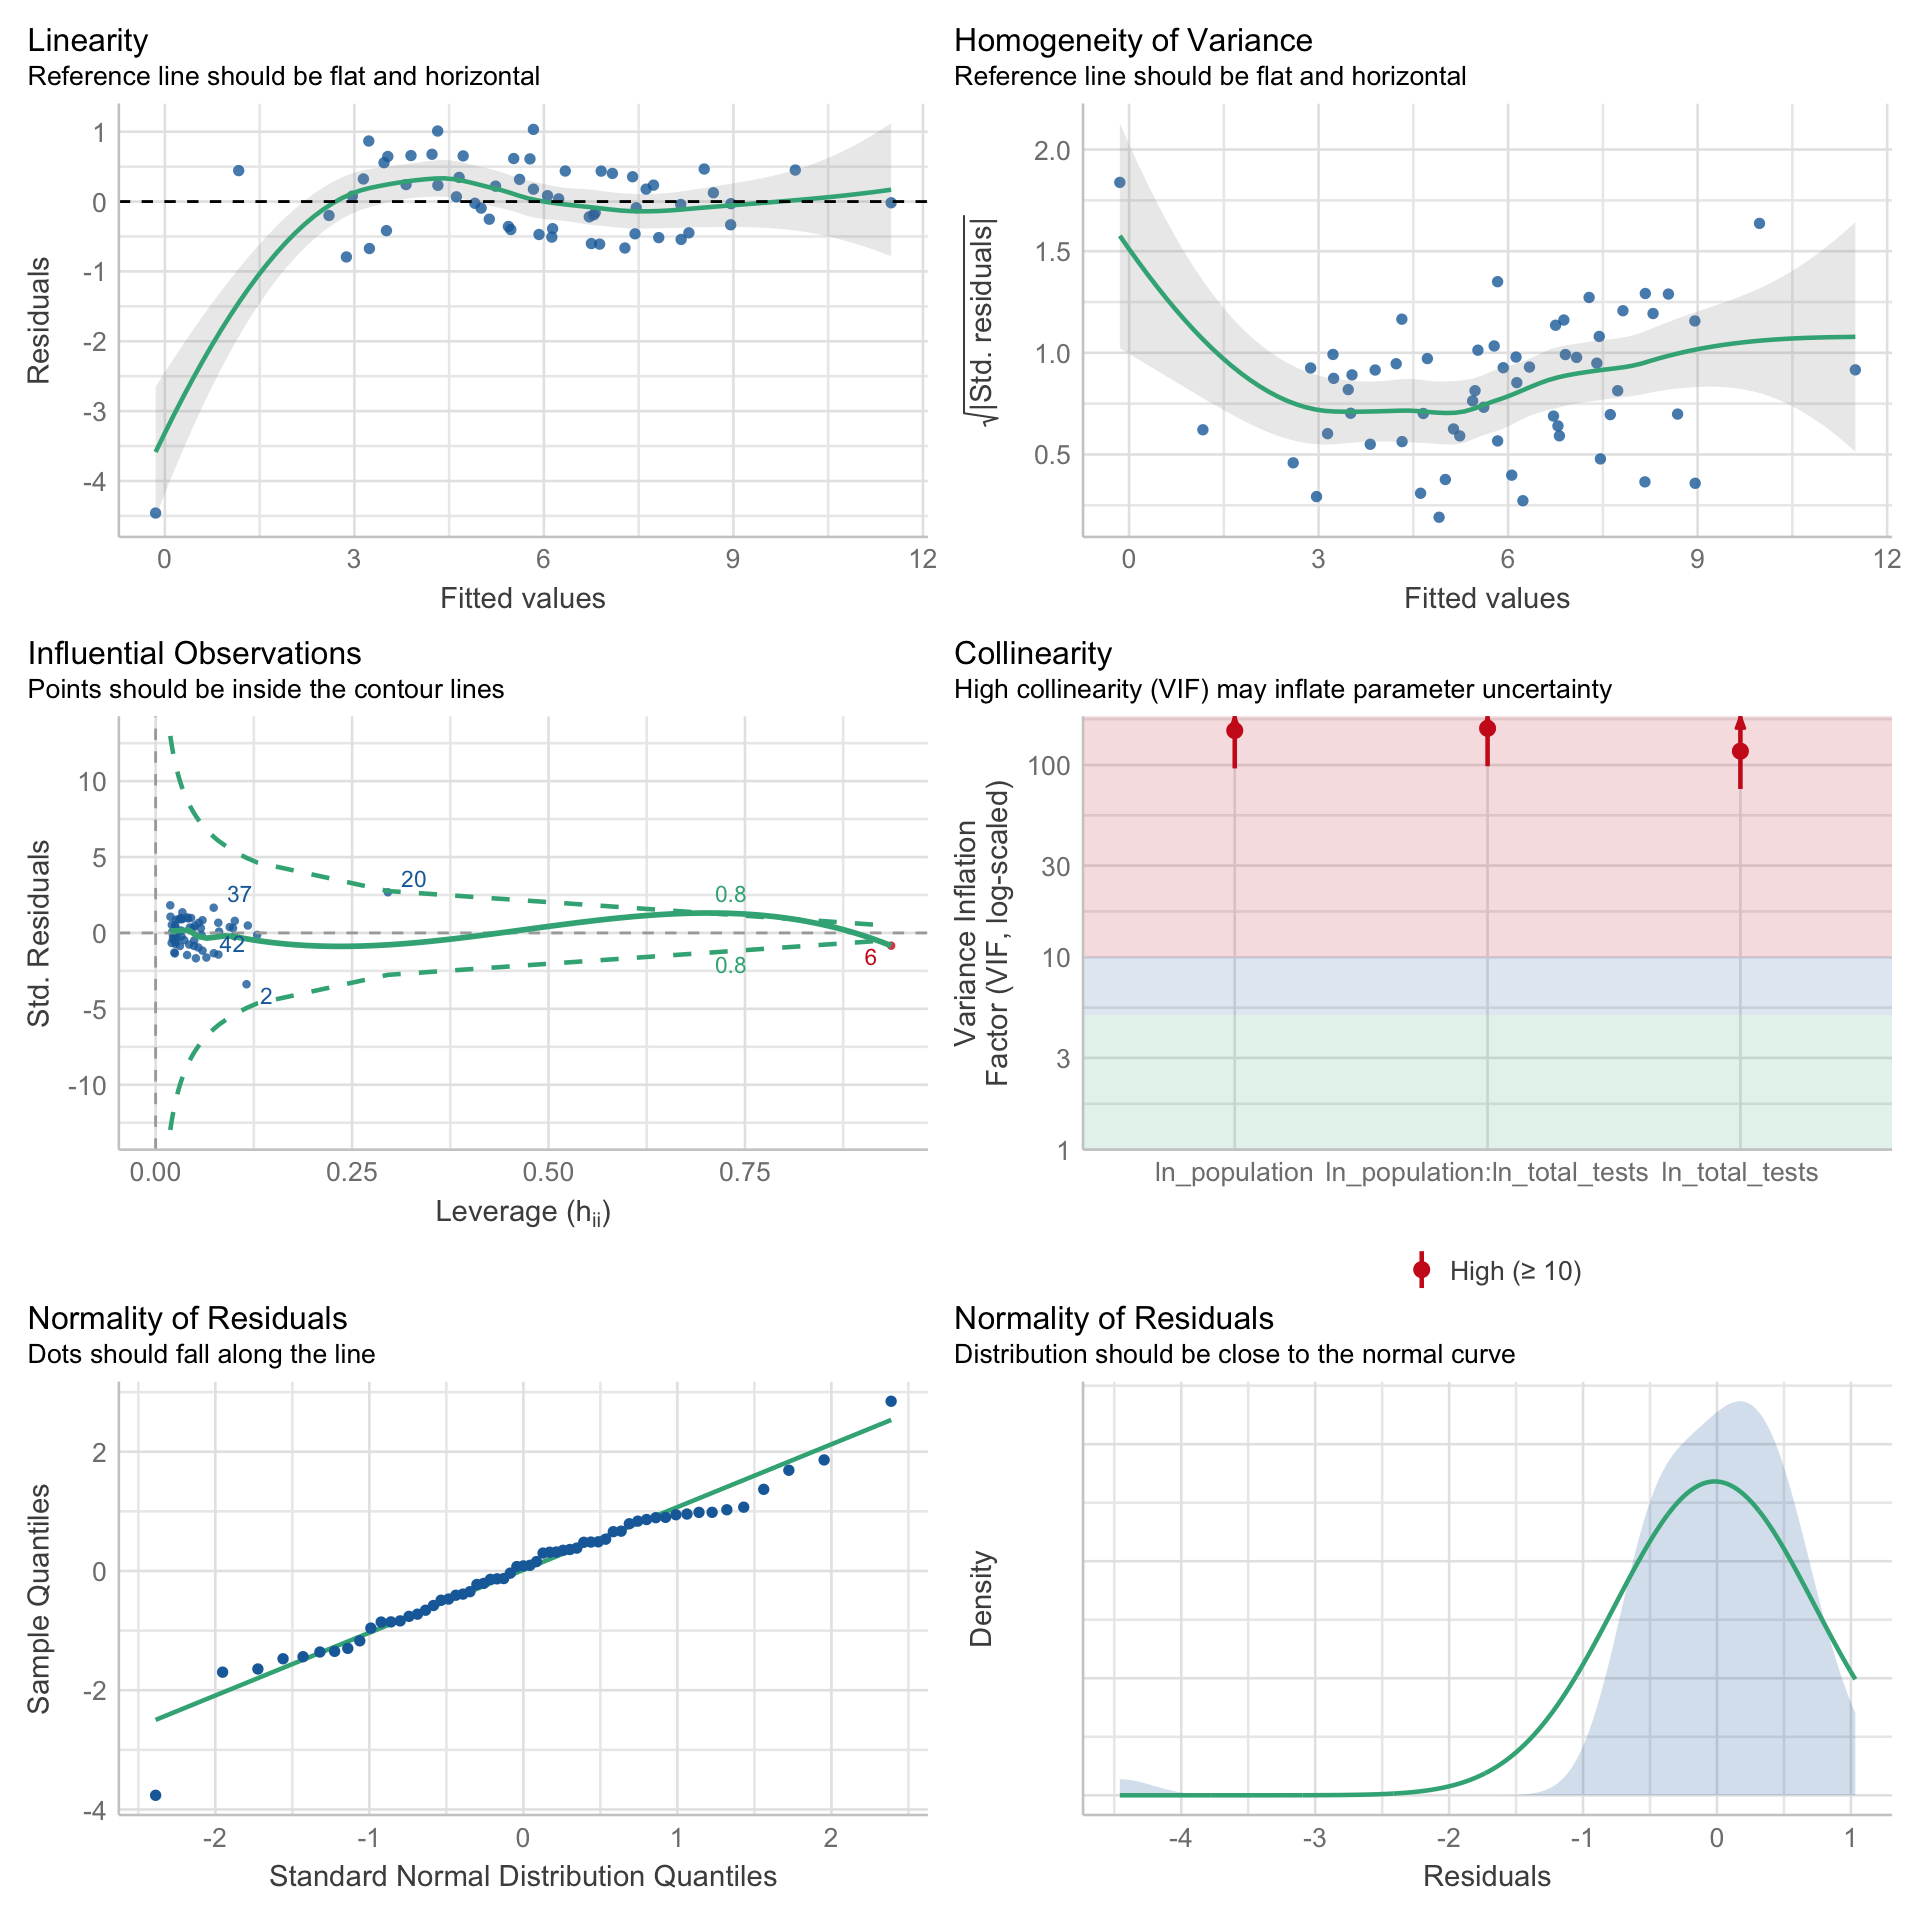 Linearity
Reference line should be flat and horizontal
1
0
-1
-2
-3
-4
Residuals
0 3 6 9 12
Fitted values
Homogeneity of Variance
Reference line should be flat and horizontal
2.0
1.5
1.0
0.5
√|Std. residuals|
0 3 6 9 12
Fitted values
Influential Observations
Points should be inside the contour lines
10
5
0
-5
-10
Std. Residuals
37
20
0.8
42
0.8
6
2
0.00 0.25 0.50 0.75
Leverage (hii)
Collinearity
High collinearity (VIF) may inflate parameter uncertainty
100
30
10
3
1
Variance Inflation
Factor (VIF, log-scaled)
ln_population ln_population:ln_total_tests ln_total_tests
High (≥ 10)
Normality of Residuals
Dots should fall along the line
2
0
-2
-4
Sample Quantiles
-2 -1 0 1 2
Standard Normal Distribution Quantiles
Normality of Residuals
Distribution should be close to the normal curve
Density
-4 -3 -2 -1 0 1
Residuals